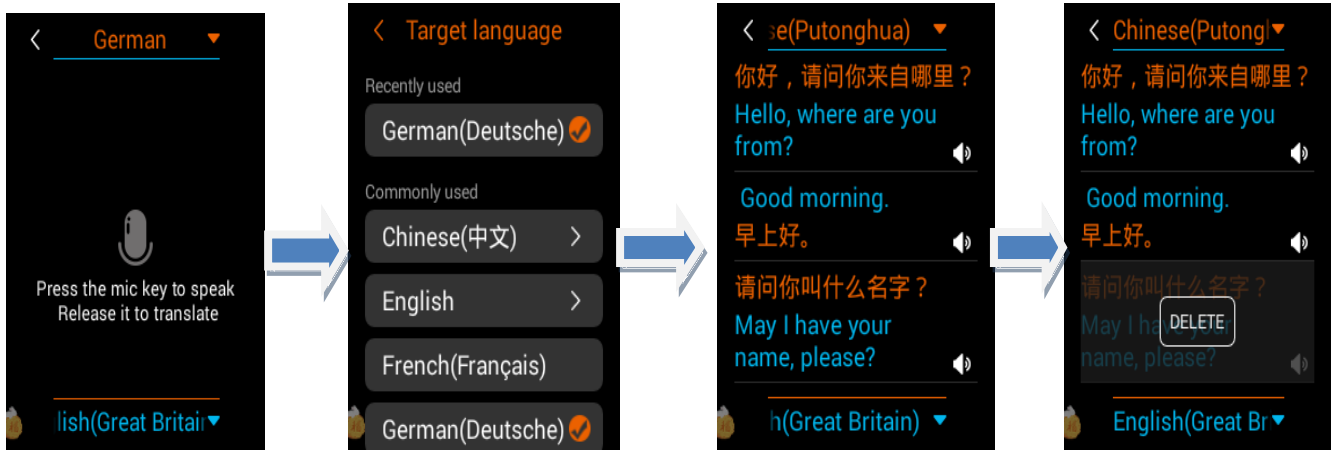 German
Press the mic key to speak
Release it to translate
lish(Great Britain
Target language
Recently used
German(Deutsche)
Commonly used
Chinese(中文)
English
French(Français)
German(Deutsche)
se(Putonghua)
你好，请问你来自哪里？
Hello, where are you
from?
Good morning.
早上好。
请问你叫什么名字？
May I have your
name, please?
h(Great Britain)
Chinese(Putongl
你好，请问你来自哪里？
Hello, where are you
from?
Good morning.
早上好。
请问你叫什么名字？
May I have your
DELETE
name, please?
English(Great Br